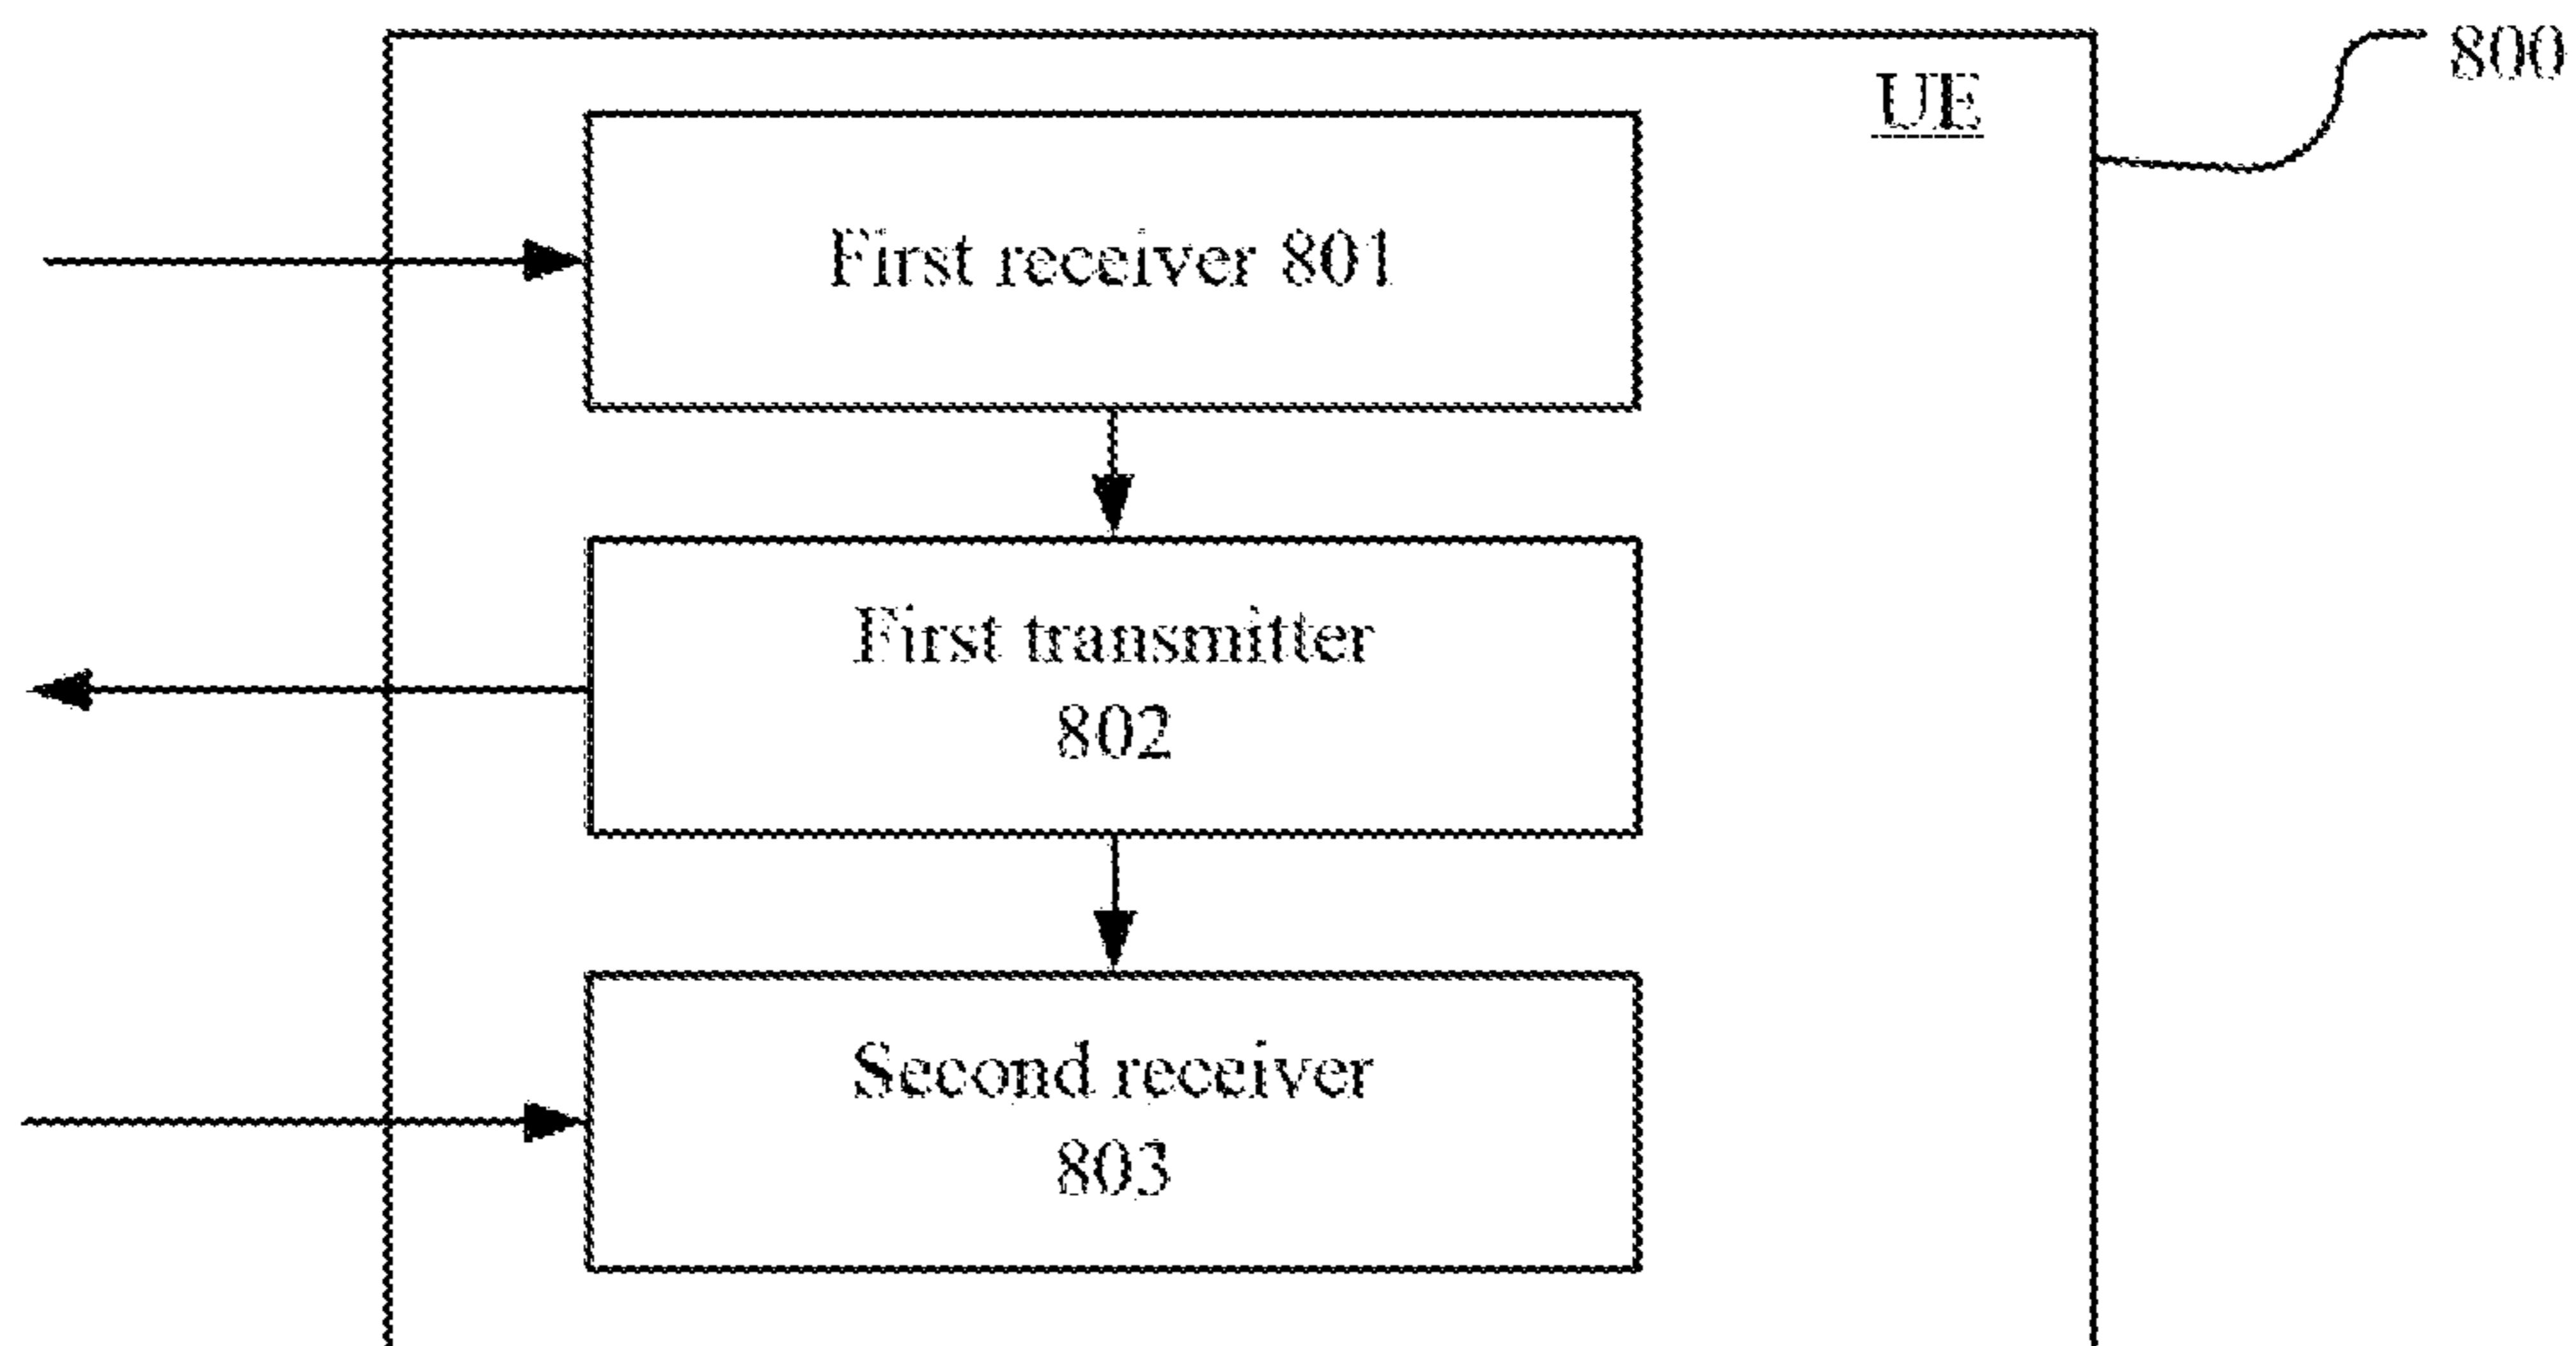 800
UE
First receiver 801
First transmitter
802
Second receiver
803